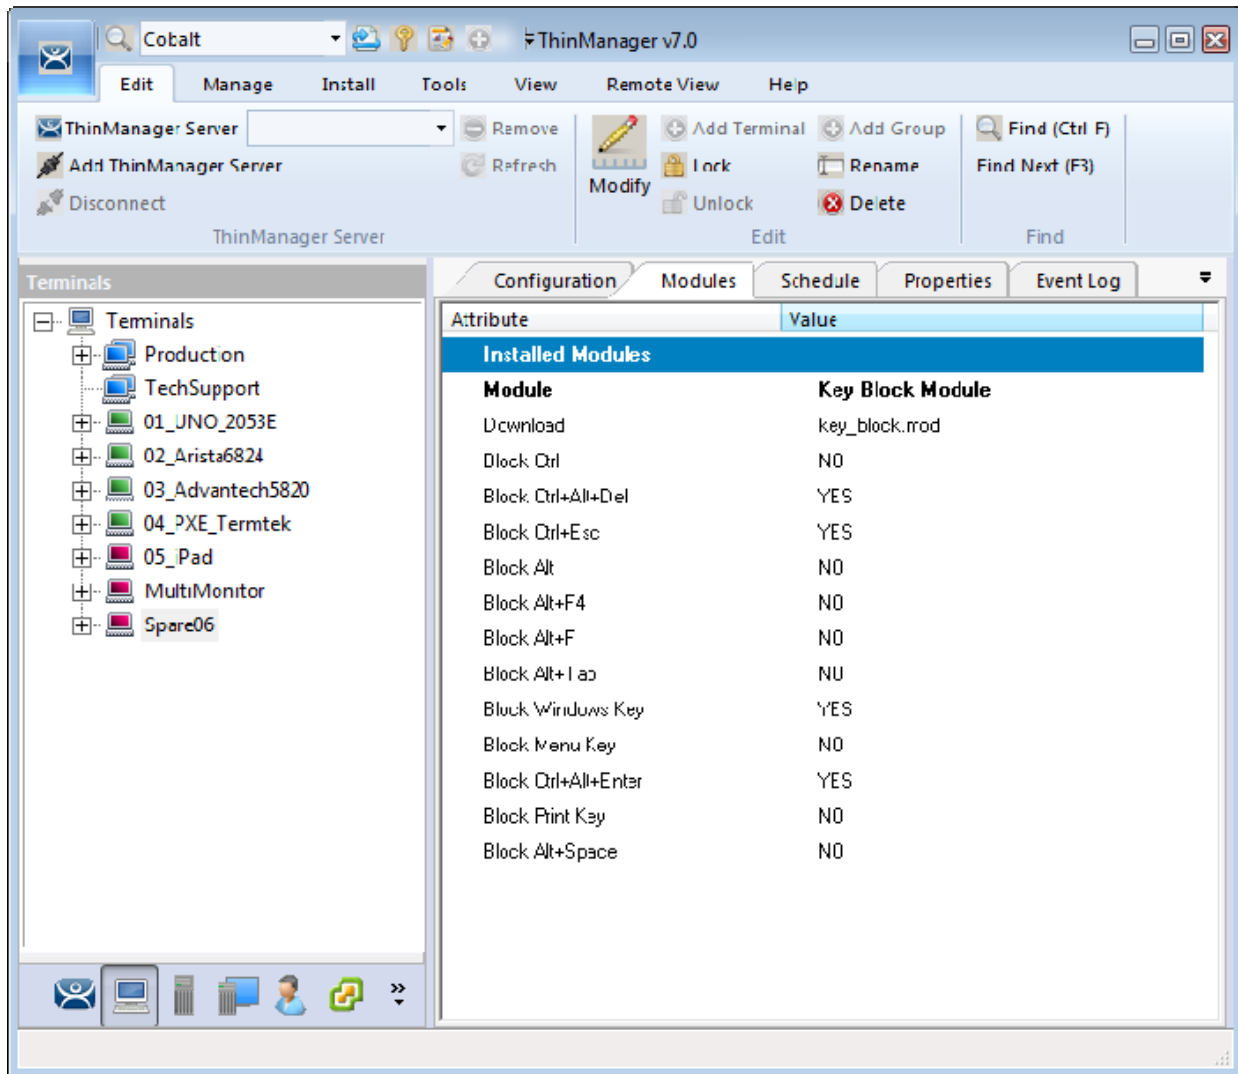 Cobalt
ThinManager v7.0
Edit Manage Install Tools View Remote View Help
ThinManager Server Remove Add Terminal Add Group Find (Ctrl F)
Add ThinManager Server Refresh Modify Lock Rename Find Next (F3)
Disconnect Unlock Delete
ThinManager Server Edit Find
Terminals
Terminals
Production
TechSupport
01_UNO_2053E
02_Arista6824
03_Advantech5820
04_PXE_Termtek
05_iPad
MultiMonitor
Spare06
Configuration Modules Schedule Properties Event Log
Attribute Value
Installed Modules
Module Key Block Module
Download key_block.mod
Block Ctrl NO
Block Ctrl+Alt+Del YES
Block Ctrl+Esc YES
Block Alt NO
Block Alt+F4 NO
Block Alt+F NO
Block Alt+Tab NO
Block Windows Key YES
Block Menu Key NO
Block Ctrl+Alt+Enter YES
Block Print Key NO
Block Alt+Space NO